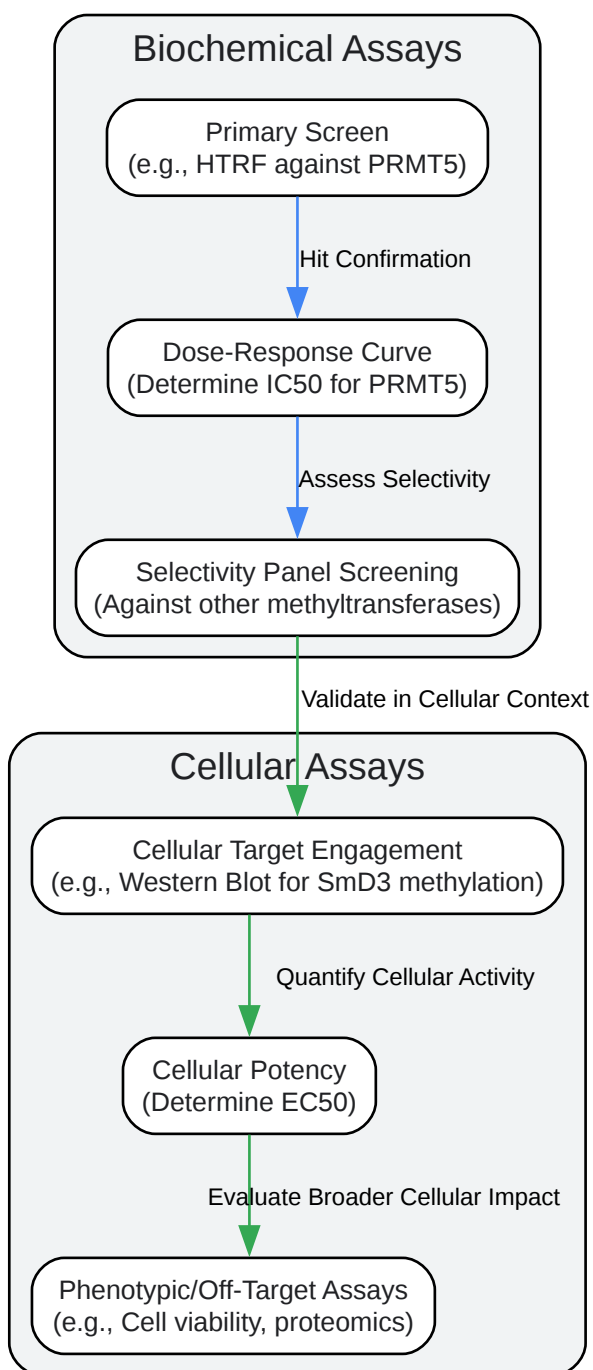 Biochemical Assays
Primary Screen
(e.g., HTRF against PRMT5)
Hit Confirmation
Dose-Response Curve
(Determine IC50 for PRMT5)
Assess Selectivity
Selectivity Panel Screening
(Against other methyltransferases)
Validate in Cellular Context
Cellular Assays
Cellular Target Engagement
(e.g., Western Blot for SmD3 methylation)
Quantify Cellular Activity
Cellular Potency
(Determine EC50)
Evaluate Broader Cellular Impact
Phenotypic/Off-Target Assays
(e.g., Cell viability, proteomics)